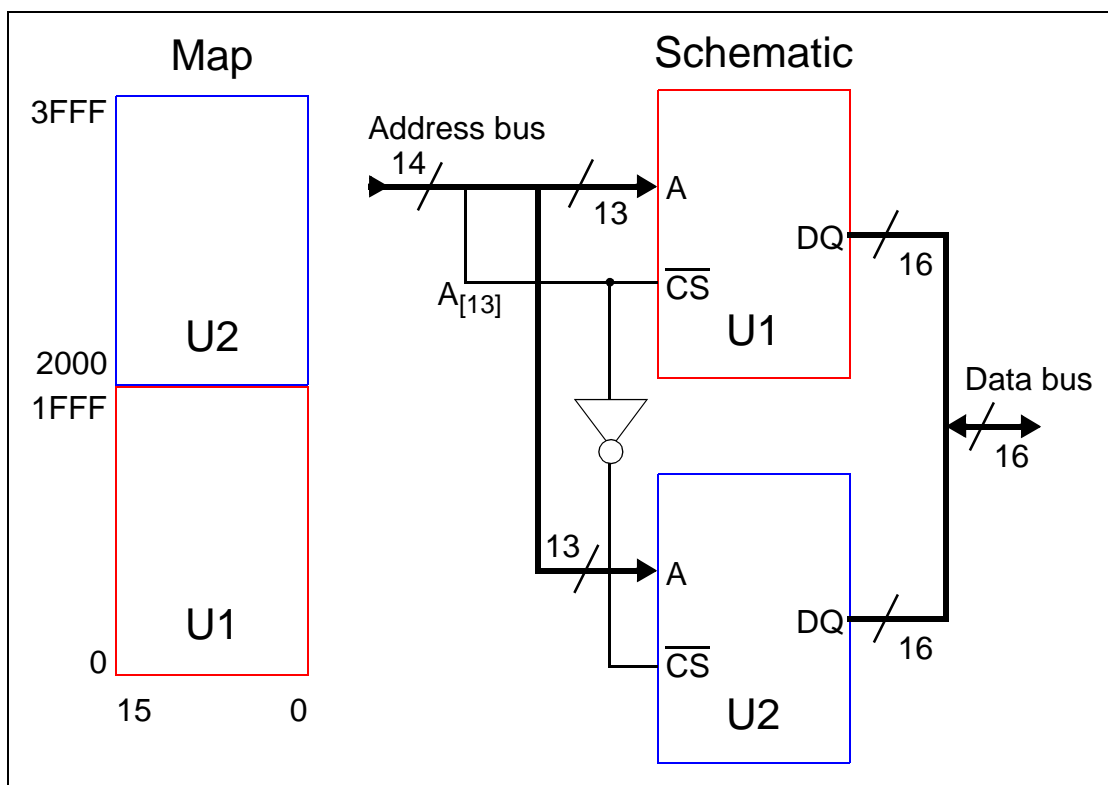 Map
3FFF
U2
2000
1FFF
U1
0
15 0
Schematic
Address bus
14
13
A
DQ
16
A[13]
CS
U1
Data bus
16
13
A
DQ
16
CS
U2